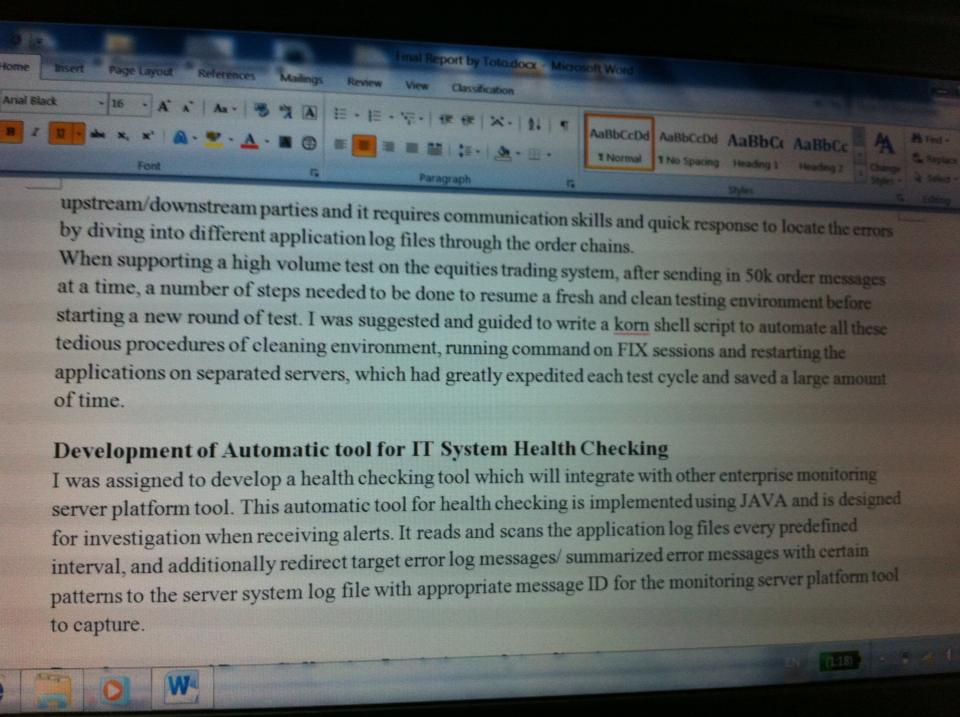 Final Report by Toto.docx - Microsoft Word
Home Insert Page Layout References Mailings Review View Classification
Arial Black 16
AaBbCcDd AaBbCcDd AaBbCc AaBbCc
¶ Normal ¶ No Spacing Heading 1 Heading 2 Change Styles
Find
Replace
Select
Font Paragraph Styles Editing
upstream/downstream parties and it requires communication skills and quick response to locate the errors
by diving into different application log files through the order chains.
When supporting a high volume test on the equities trading system, after sending in 50k order messages
at a time, a number of steps needed to be done to resume a fresh and clean testing environment before
starting a new round of test. I was suggested and guided to write a korn shell script to automate all these
tedious procedures of cleaning environment, running command on FIX sessions and restarting the
applications on separated servers, which had greatly expedited each test cycle and saved a large amount
of time.
Development of Automatic tool for IT System Health Checking
I was assigned to develop a health checking tool which will integrate with other enterprise monitoring
server platform tool. This automatic tool for health checking is implemented using JAVA and is designed
for investigation when receiving alerts. It reads and scans the application log files every predefined
interval, and additionally redirect target error log messages/ summarized error messages with certain
patterns to the server system log file with appropriate message ID for the monitoring server platform tool
to capture.
EN (1:18)